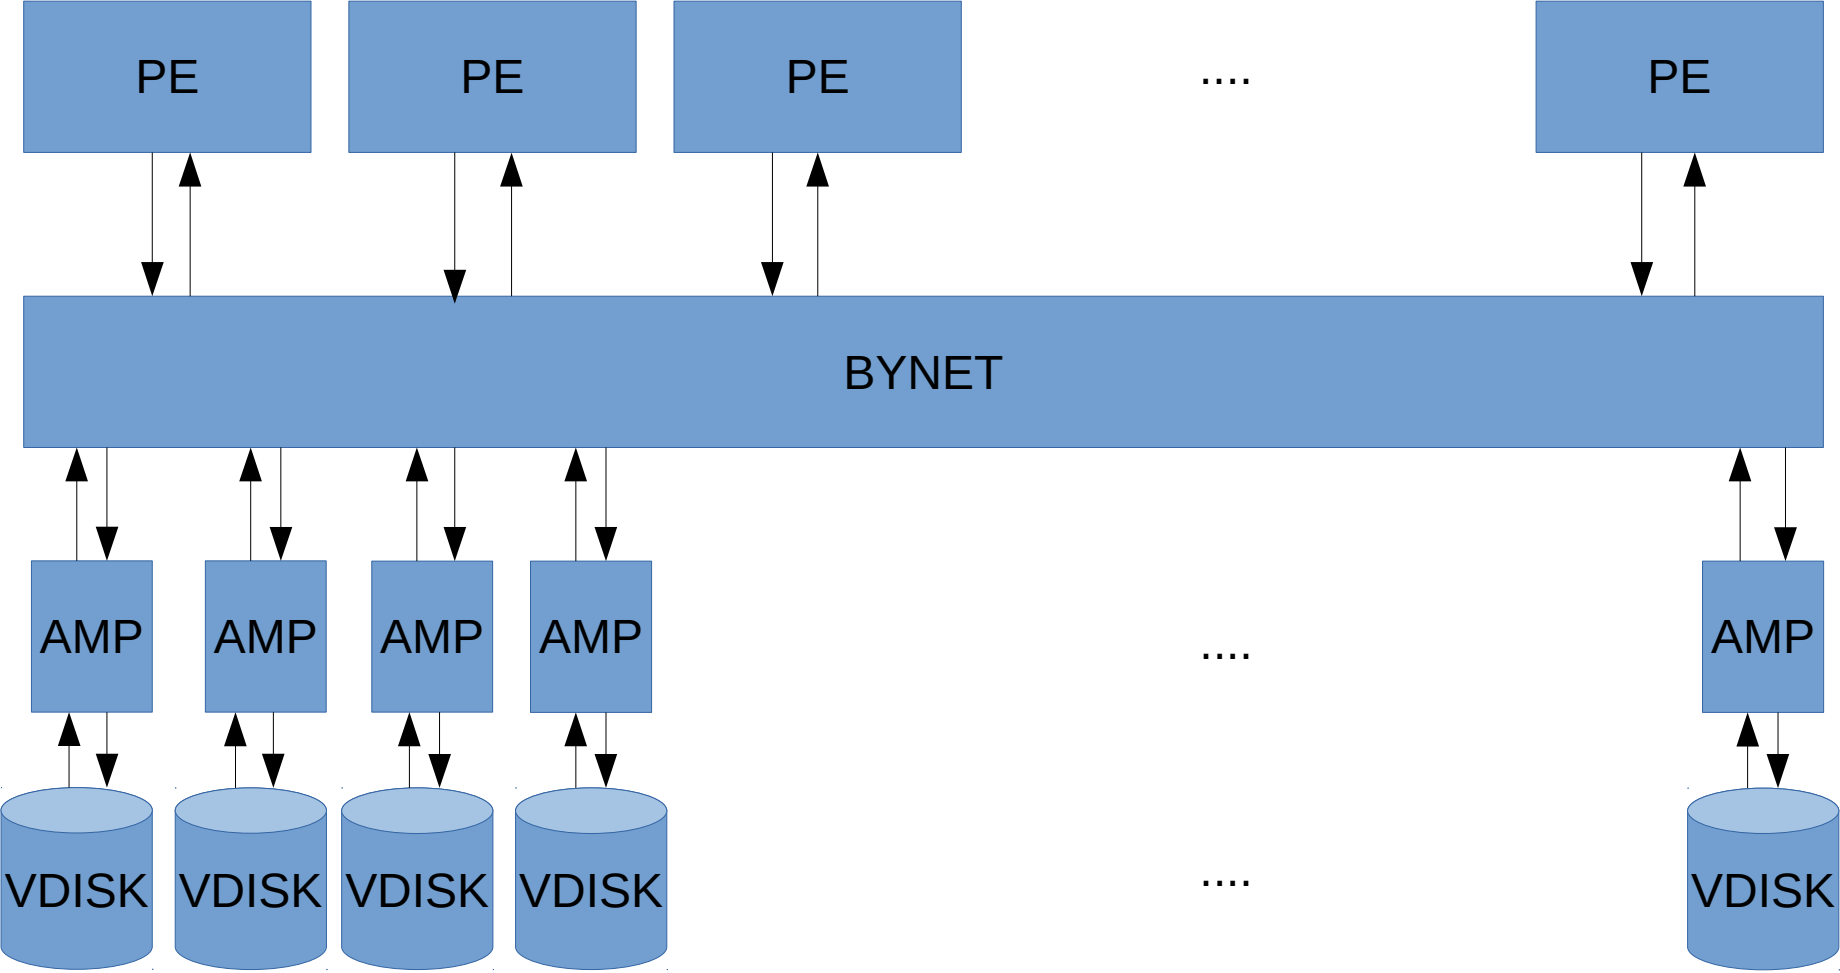 PE PE PE .... PE
BYNET
AMP AMP AMP AMP .... AMP
VDISK VDISK VDISK VDISK .... VDISK